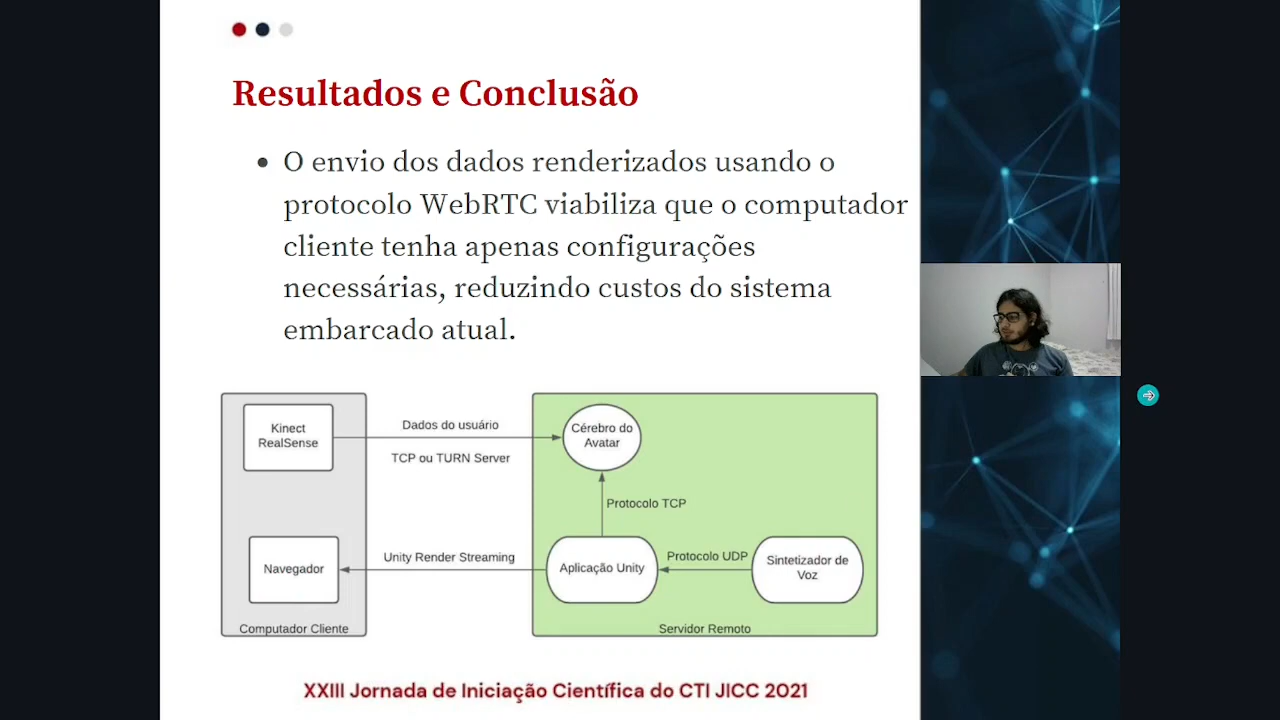 Resultados e Conclusão
O envio dos dados renderizados usando o
protocolo WebRTC viabiliza que o computador
cliente tenha apenas configurações
necessárias, reduzindo custos do sistema
embarcado atual.
Kinect
RealSense
Dados do usuário
TCP ou TURN Server
Cérebro do
Avatar
Protocolo TCP
Navegador
Unity Render Streaming
Aplicação Unity
Protocolo UDP
Sintetizador de
Voz
Computador Cliente
Servidor Remoto
XXIII Jornada de Iniciação Científica do CTI JICC 2021